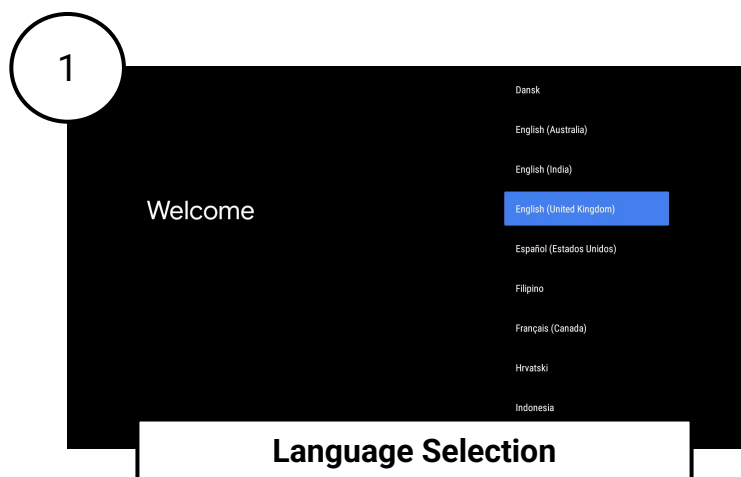 1
Welcome
Dansk
English (Australia)
English (India)
English (United Kingdom)
Español (Estados Unidos)
Filipino
Français (Canada)
Hrvatski
Indonesia
Language Selection